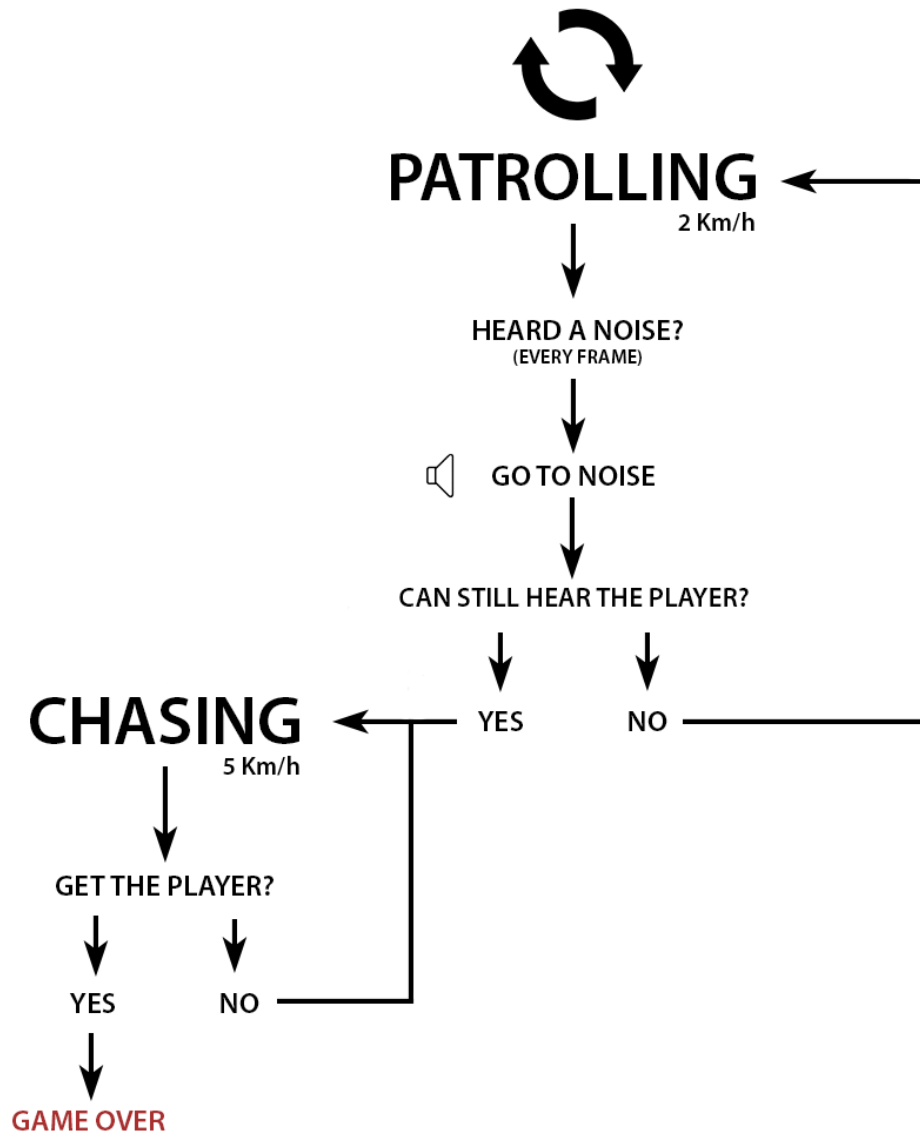 PATROLLING
2 Km/h
HEARD A NOISE?
(EVERY FRAME)
GO TO NOISE
CAN STILL HEAR THE PLAYER?
YES
NO
CHASING
5 Km/h
GET THE PLAYER?
YES
NO
GAME OVER